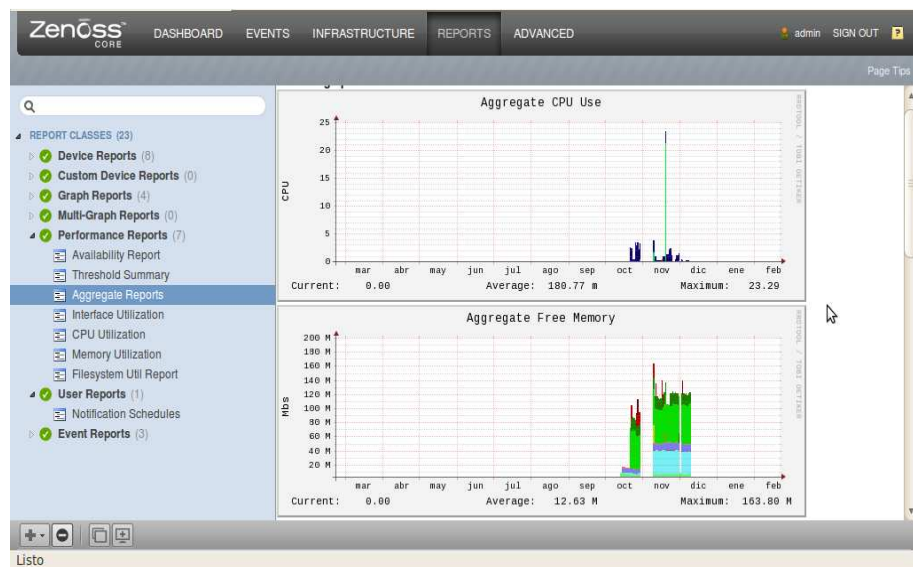 Zenoss
CORE
DASHBOARD EVENTS INFRASTRUCTURE REPORTS ADVANCED
admin SIGN OUT ?
Page Tips
REPORT CLASSES (23)
Device Reports (8)
Custom Device Reports (0)
Graph Reports (4)
Multi-Graph Reports (0)
Performance Reports (7)
Availability Report
Threshold Summary
Aggregate Reports
Interface Utilization
CPU Utilization
Memory Utilization
Filesystem Util Report
User Reports (1)
Notification Schedules
Event Reports (3)
Aggregate CPU Use
RRDTOOL / TOBI OETIKER
CPU
25
20
15
10
5
0
mar abr may jun jul ago sep oct nov dic ene feb
Current: 0.00 Average: 180.77 m Maximum: 23.29
Aggregate Free Memory
RRDTOOL / TOBI OETIKER
Mbs
200 M
180 M
160 M
140 M
120 M
100 M
80 M
60 M
40 M
20 M
mar abr may jun jul ago sep oct nov dic ene feb
Current: 0.00 Average: 12.63 M Maximum: 163.80 M
Listo